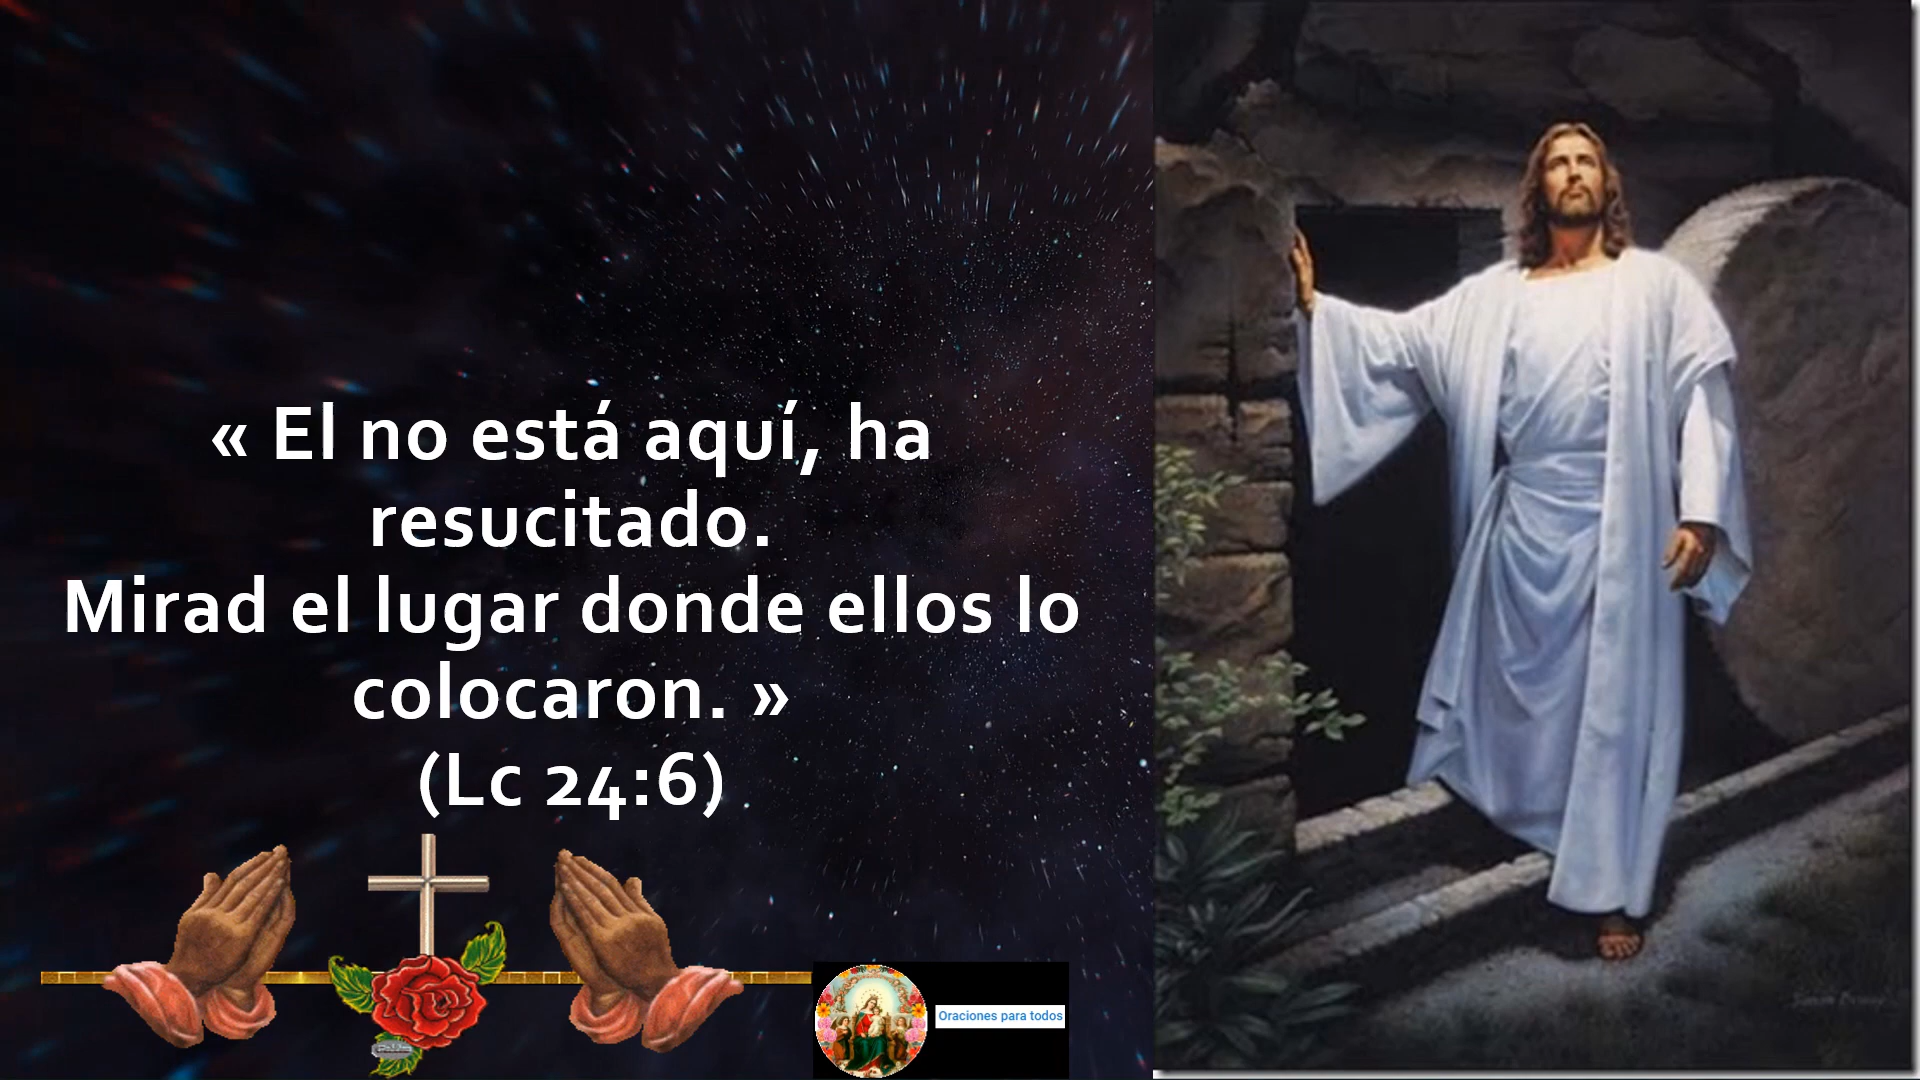 « El no está aquí, ha
resucitado.
Mirad el lugar donde ellos lo
colocaron. »
(Lc 24:6)
Oraciones para todos